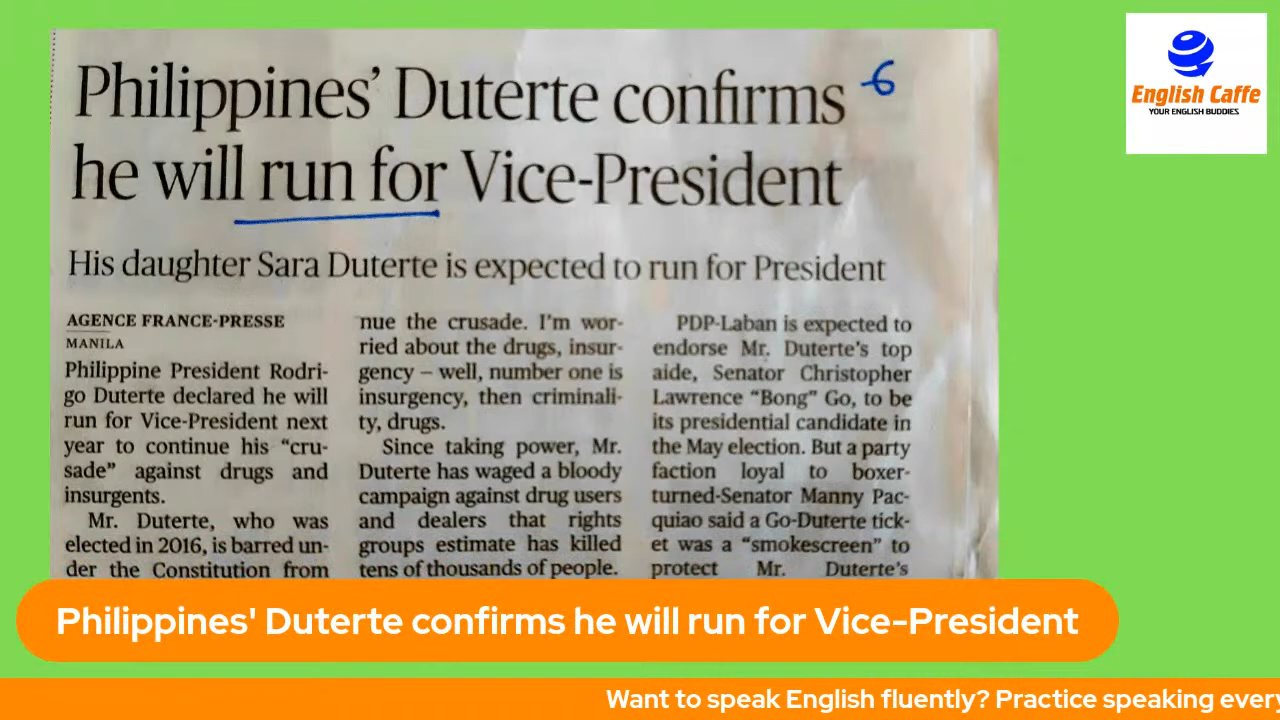 Philippines’ Duterte confirms
he will run for Vice-President
6
His daughter Sara Duterte is expected to run for President
AGENCE FRANCE-PRESSE
MANILA
Philippine President Rodri-
go Duterte declared he will
run for Vice-President next
year to continue his “cru-
sade” against drugs and
insurgents.
Mr. Duterte, who was
elected in 2016, is barred un-
der the Constitution from
nue the crusade. I’m wor-
ried about the drugs, insur-
gency – well, number one is
insurgency, then criminali-
ty, drugs.
Since taking power, Mr.
Duterte has waged a bloody
campaign against drug users
and dealers that rights
groups estimate has killed
tens of thousands of people.
PDP-Laban is expected to
endorse Mr. Duterte’s top
aide, Senator Christopher
Lawrence “Bong” Go, to be
its presidential candidate in
the May election. But a party
faction loyal to boxer-
turned-Senator Manny Pac-
quiao said a Go-Duterte tick-
et was a “smokescreen” to
protect Mr. Duterte’s
English Caffe
YOUR ENGLISH BUDDIES
Philippines' Duterte confirms he will run for Vice-President
Want to speak English fluently? Practice speaking every